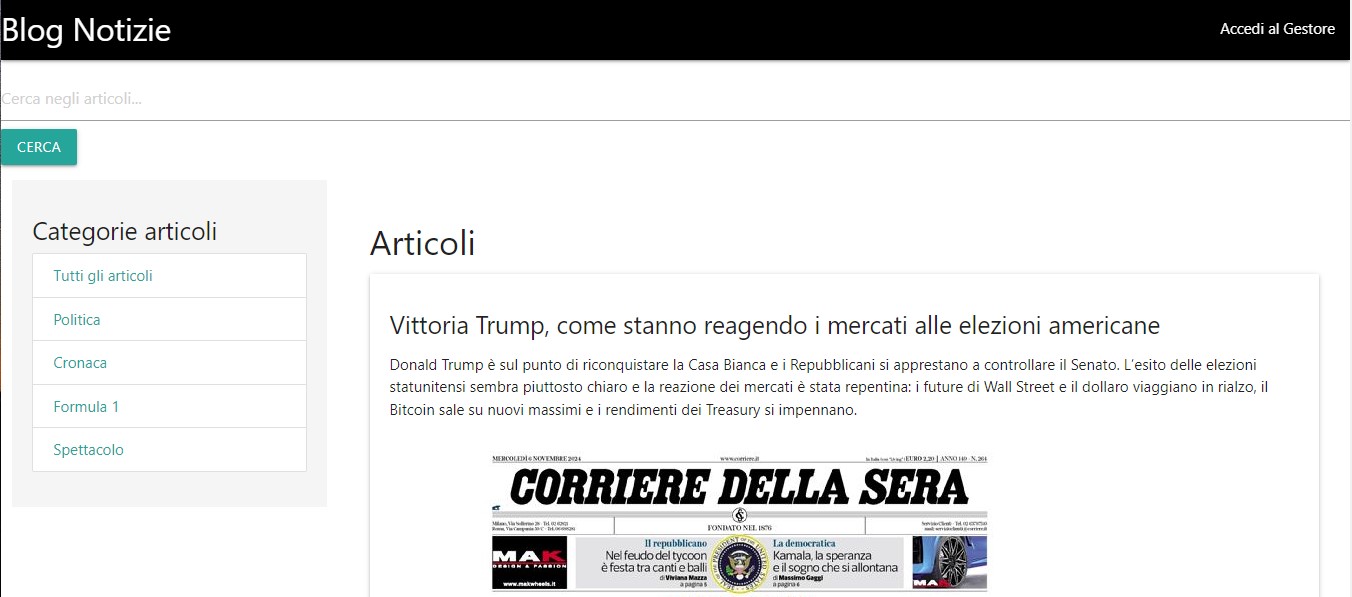 Blog Notizie
Accedi al Gestore
Cerca negli articoli...
CERCA
Categorie articoli
Tutti gli articoli
Politica
Cronaca
Formula 1
Spettacolo
Articoli
Vittoria Trump, come stanno reagendo i mercati alle elezioni americane
Donald Trump è sul punto di riconquistare la Casa Bianca e i Repubblicani si apprestano a controllare il Senato. L’esito delle elezioni
statunitensi sembra piuttosto chiaro e la reazione dei mercati è stata repentina: i future di Wall Street e il dollaro viaggiano in rialzo, il
Bitcoin sale su nuovi massimi e i rendimenti dei Treasury si impennano.
MERCOLEDÌ 6 NOVEMBRE 2024
www.corriere.it
EURO 2,20 | ANNO 149 - N. 264
CORRIERE DELLA SERA
FONDATO NEL 1876
MAK
DESIGN & PASSION
www.makwheels.it
Il repubblicano
Nel feudo del tycoon
è festa tra canti e balli
di Viviana Mazza
a pagina 5
La democratica
Kamala, la speranza
e il sogno che si allontana
di Massimo Gaggi
a pagina 6
MAK